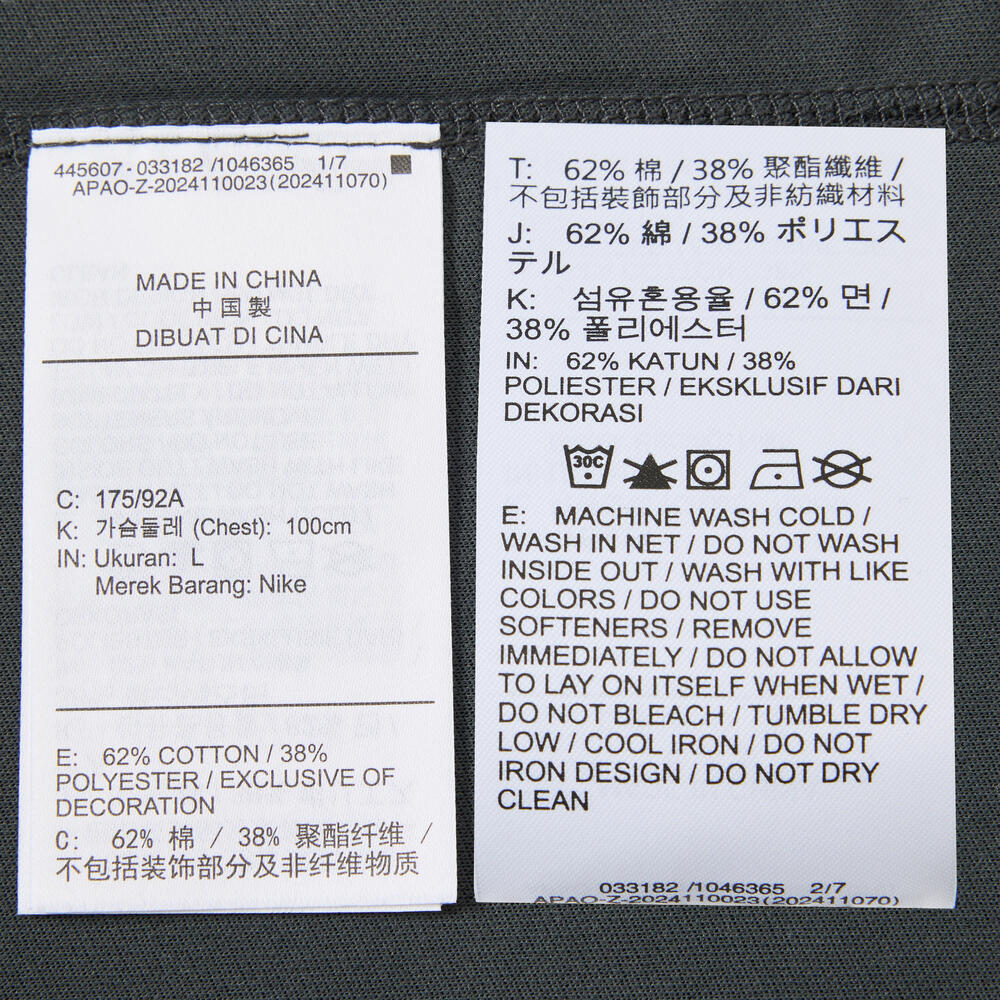 445607-033182 /1046365 1/7
APAO-Z-2024110023(202411070)
MADE IN CHINA
中国製
DIBUAT DI CINA
C: 175/92A
K: 가슴둘레 (Chest): 100cm
IN: Ukuran: L
Merek Barang: Nike
E: 62% COTTON / 38%
POLYESTER / EXCLUSIVE OF
DECORATION
C: 62% 棉 / 38% 聚酯纤维 /
不包括装饰部分及非纤维物质
T: 62% 棉 / 38% 聚酯纖維 /
不包括裝飾部分及非紡織材料
J: 62% 綿 / 38% ポリエス
テル
K: 섬유혼용율 / 62% 면 /
38% 폴리에스터
IN: 62% KATUN / 38%
POLIESTER / EKSKLUSIF DARI
DEKORASI
30C
E: MACHINE WASH COLD /
WASH IN NET / DO NOT WASH
INSIDE OUT / WASH WITH LIKE
COLORS / DO NOT USE
SOFTENERS / REMOVE
IMMEDIATELY / DO NOT ALLOW
TO LAY ON ITSELF WHEN WET /
DO NOT BLEACH / TUMBLE DRY
LOW / COOL IRON / DO NOT
IRON DESIGN / DO NOT DRY
CLEAN
033182 /1046365 2/7
APAO-Z-2024110023(202411070)